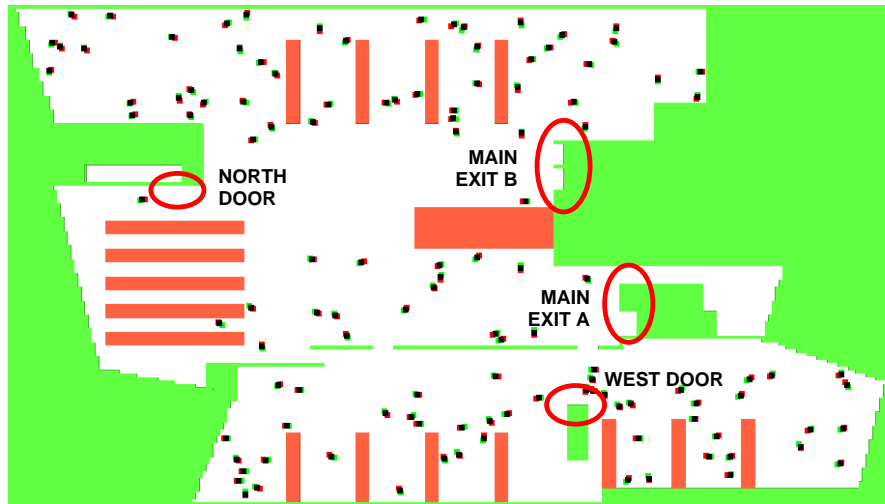 MAIN
EXIT B
NORTH
DOOR
MAIN
EXIT A
WEST DOOR